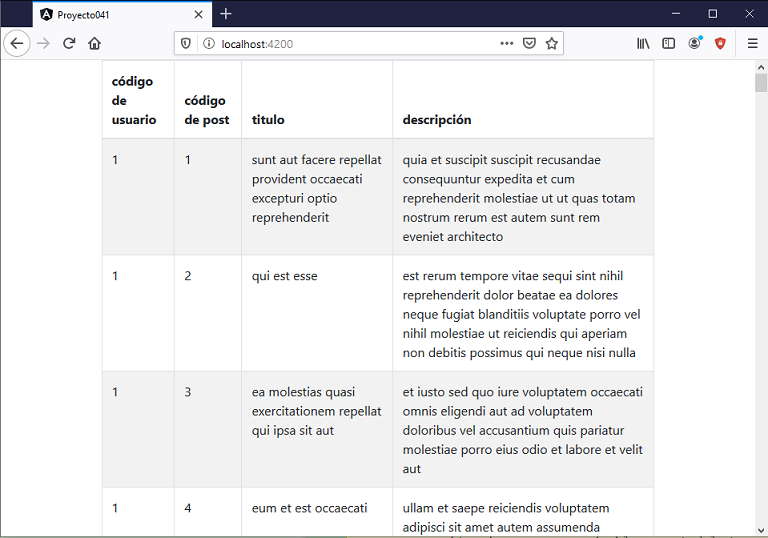 Proyecto041
localhost:4200
código de usuario
código de post
titulo
descripción
1
1
sunt aut facere repellat
provident occaecati
excepturi optio
reprehenderit
quia et suscipit suscipit recusandae
consequuntur expedita et cum
reprehenderit molestiae ut ut quas totam
nostrum rerum est autem sunt rem
eveniet architecto
1
2
qui est esse
est rerum tempore vitae sequi sint nihil
reprehenderit dolor beatae ea dolores
neque fugiat blanditiis voluptate porro vel
nihil molestiae ut reiciendis qui aperiam
non debitis possimus qui neque nisi nulla
1
3
ea molestias quasi
exercitationem repellat
qui ipsa sit aut
et iusto sed quo iure voluptatem occaecati
omnis eligendi aut ad voluptatem
doloribus vel accusantium quis pariatur
molestiae porro eius odio et labore et velit
aut
1
4
eum et est occaecati
ullam et saepe reiciendis voluptatem
adipisci sit amet autem assumenda